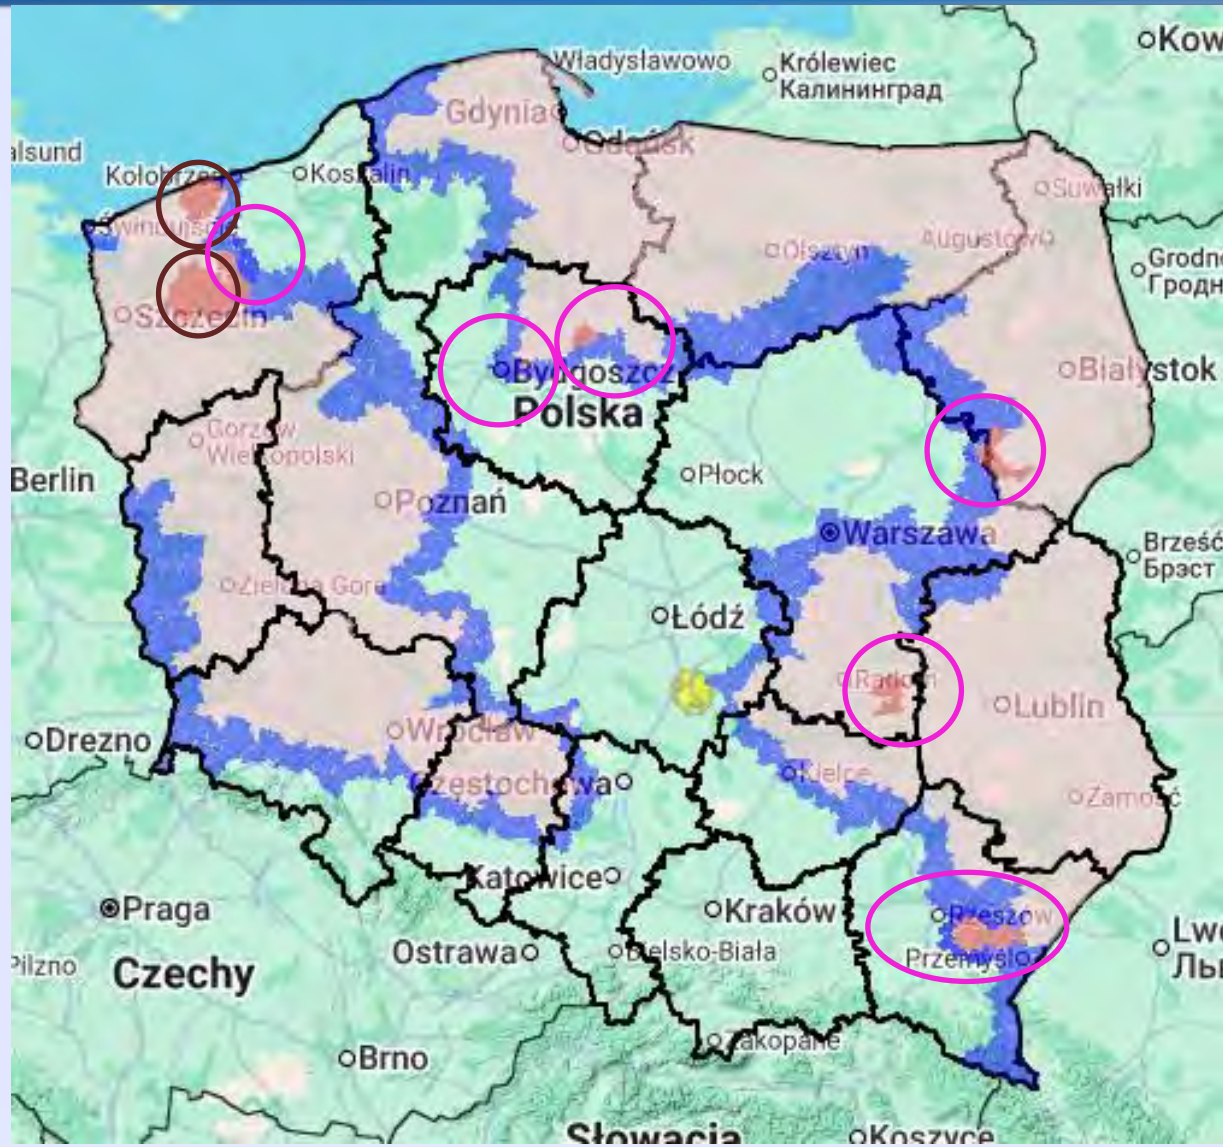 Władysławowo
Królewiec
Калининград
Kow
Gdynia
Gdańsk
alsund
Kołobrzeg
Koszalin
Suwałki
Świnoujście
Olsztyn
Augustów
Grodno
Гродн
Szczecin
Bydgoszcz
Białystok
Polska
Gorzów
Wielkopolski
Berlin
Płock
Poznań
Warszawa
Brześć
Брэст
Zielona Góra
Łódź
Radom
Lublin
Drezno
Wrocław
Kielce
Częstochowa
Zamość
Katowice
Praga
Kraków
Rzeszów
Lwó
Льв
Ostrawa
Bielsko-Biała
Przemyśl
Pilzno
Czechy
Zakopane
Brno
Słowacja
Koszyce